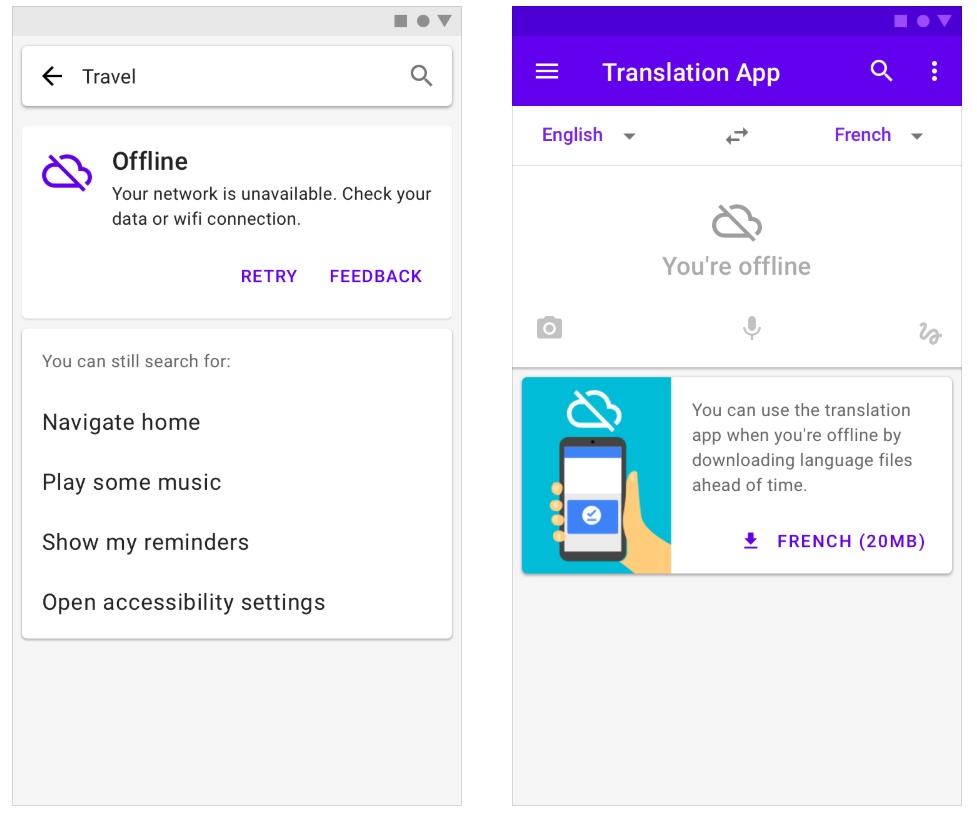 Travel
Offline
Your network is unavailable. Check your
data or wifi connection.
RETRY FEEDBACK
You can still search for:
Navigate home
Play some music
Show my reminders
Open accessibility settings
Translation App
English French
You're offline
You can use the translation
app when you're offline by
downloading language files
ahead of time.
FRENCH (20MB)